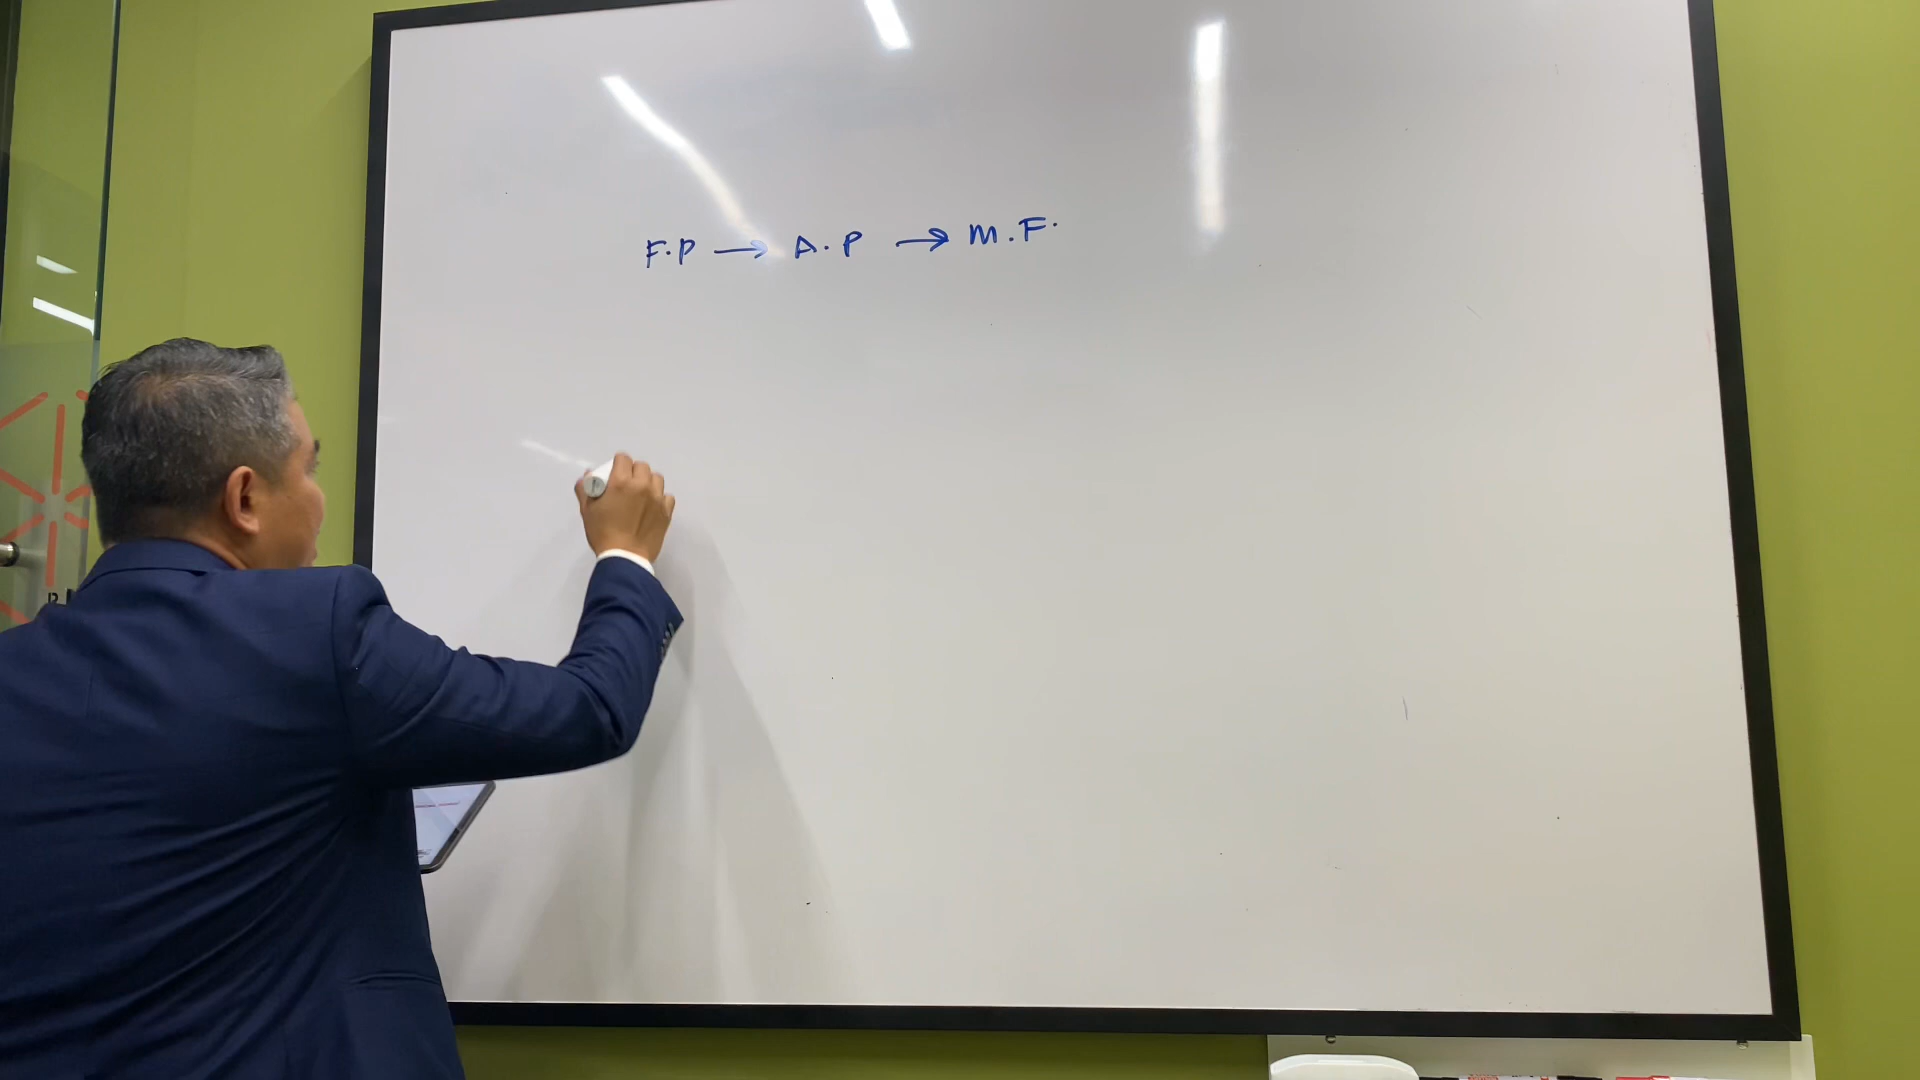 F.P → A.P → M.F.